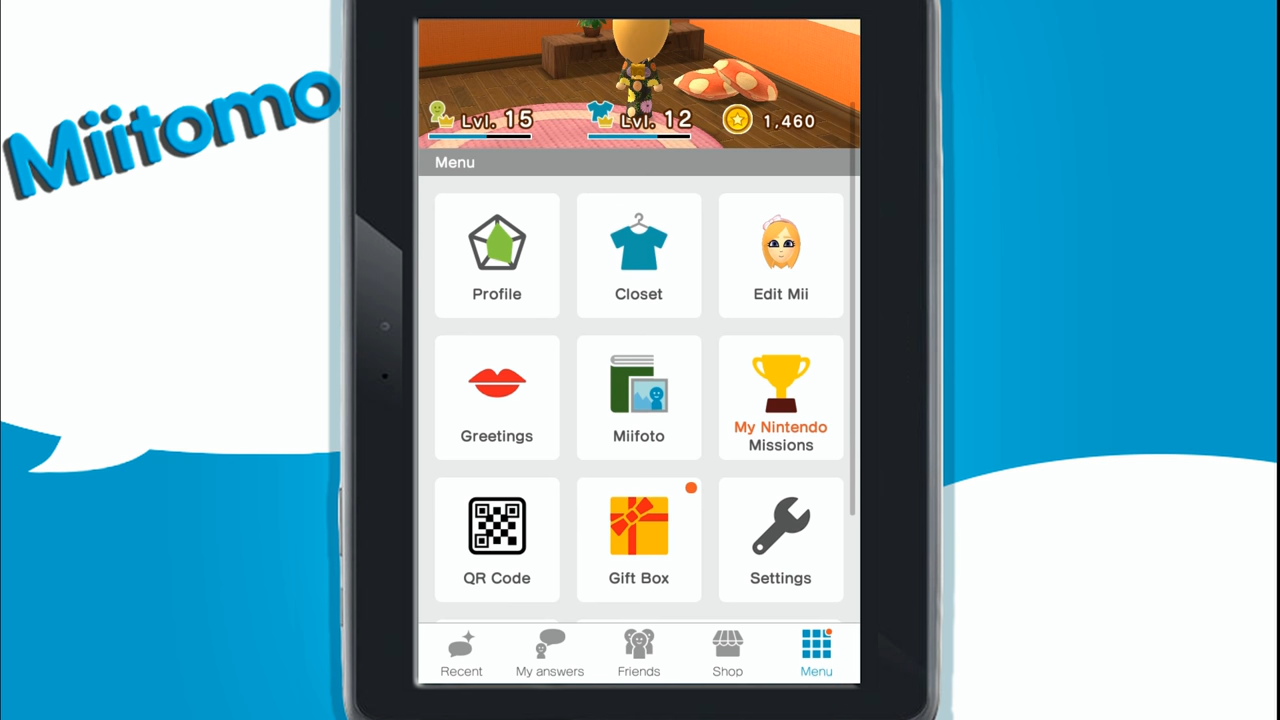 Miitomo
Lvl. 15
Lvl. 12
1,460
Menu
Profile
Closet
Edit Mii
Greetings
Miifoto
My Nintendo
Missions
QR Code
Gift Box
Settings
Recent
My answers
Friends
Shop
Menu